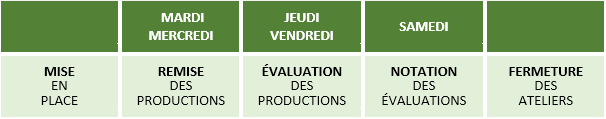 MARDI
MERCREDI
JEUDI
VENDREDI
SAMEDI
MISE
EN
PLACE
REMISE
DES
PRODUCTIONS
ÉVALUATION
DES
PRODUCTIONS
NOTATION
DES
ÉVALUATIONS
FERMETURE
DES
ATELIERS